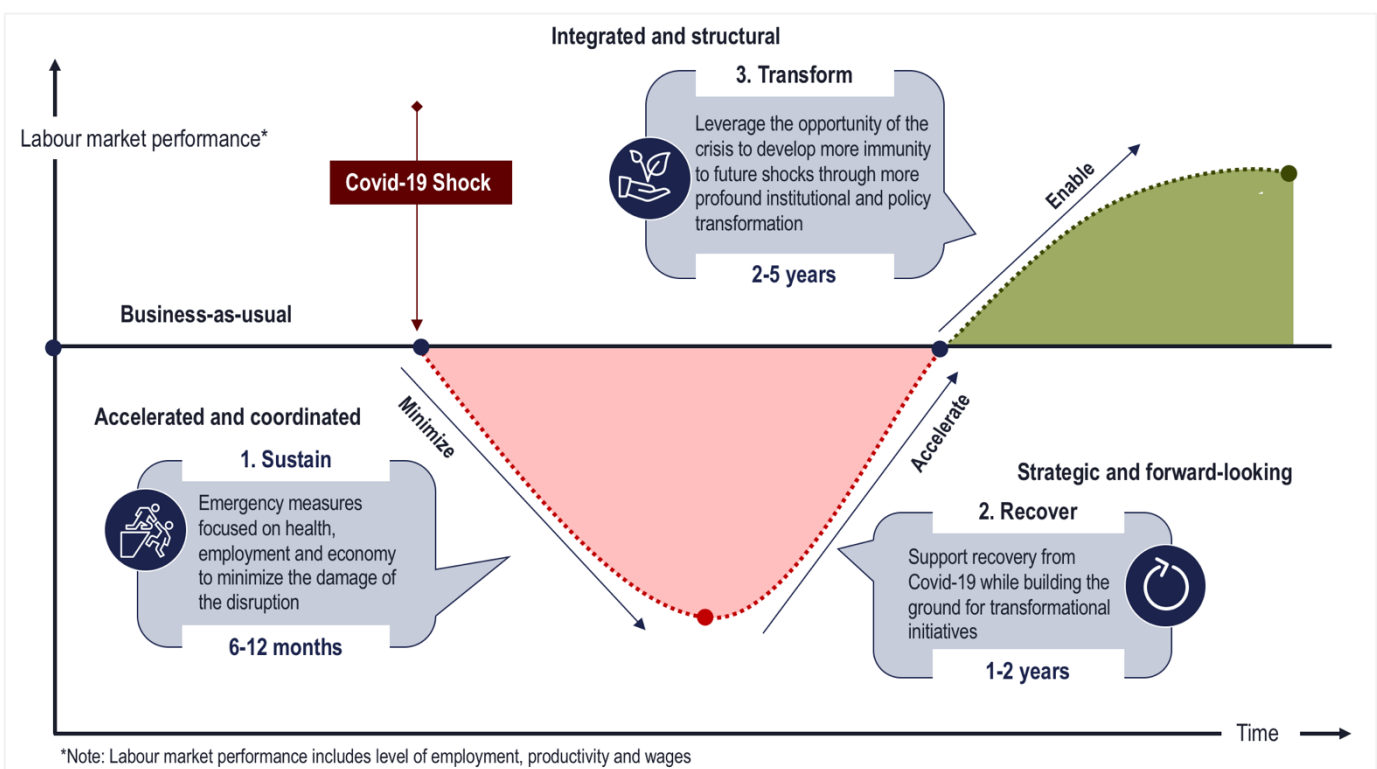 Integrated and structural
3. Transform
Leverage the opportunity of the
crisis to develop more immunity
to future shocks through more
profound institutional and policy
transformation
2-5 years
Labour market performance*
Covid-19 Shock
Enable
Business-as-usual
Accelerated and coordinated
1. Sustain
Emergency measures
focused on health,
employment and economy
to minimize the damage of
the disruption
6-12 months
Minimize
Accelerate
Strategic and forward-looking
2. Recover
Support recovery from
Covid-19 while building the
ground for transformational
initiatives
1-2 years
Time
*Note: Labour market performance includes level of employment, productivity and wages